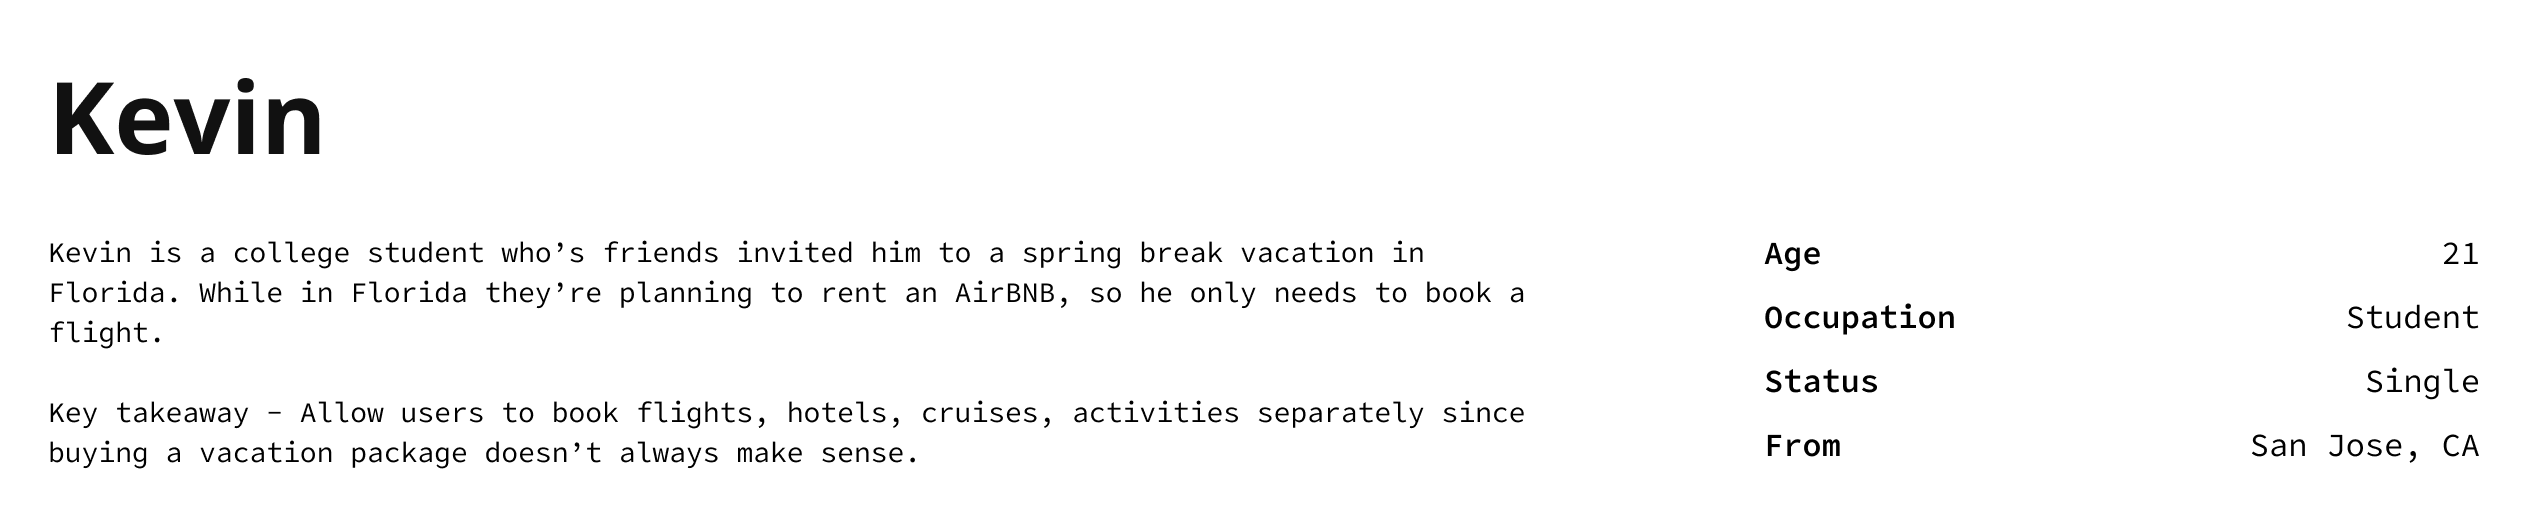 Kevin
Kevin is a college student who’s friends invited him to a spring break vacation in
Florida. While in Florida they’re planning to rent an AirBNB, so he only needs to book a
flight.
Key takeaway – Allow users to book flights, hotels, cruises, activities separately since
buying a vacation package doesn’t always make sense.
Age 21
Occupation Student
Status Single
From San Jose, CA